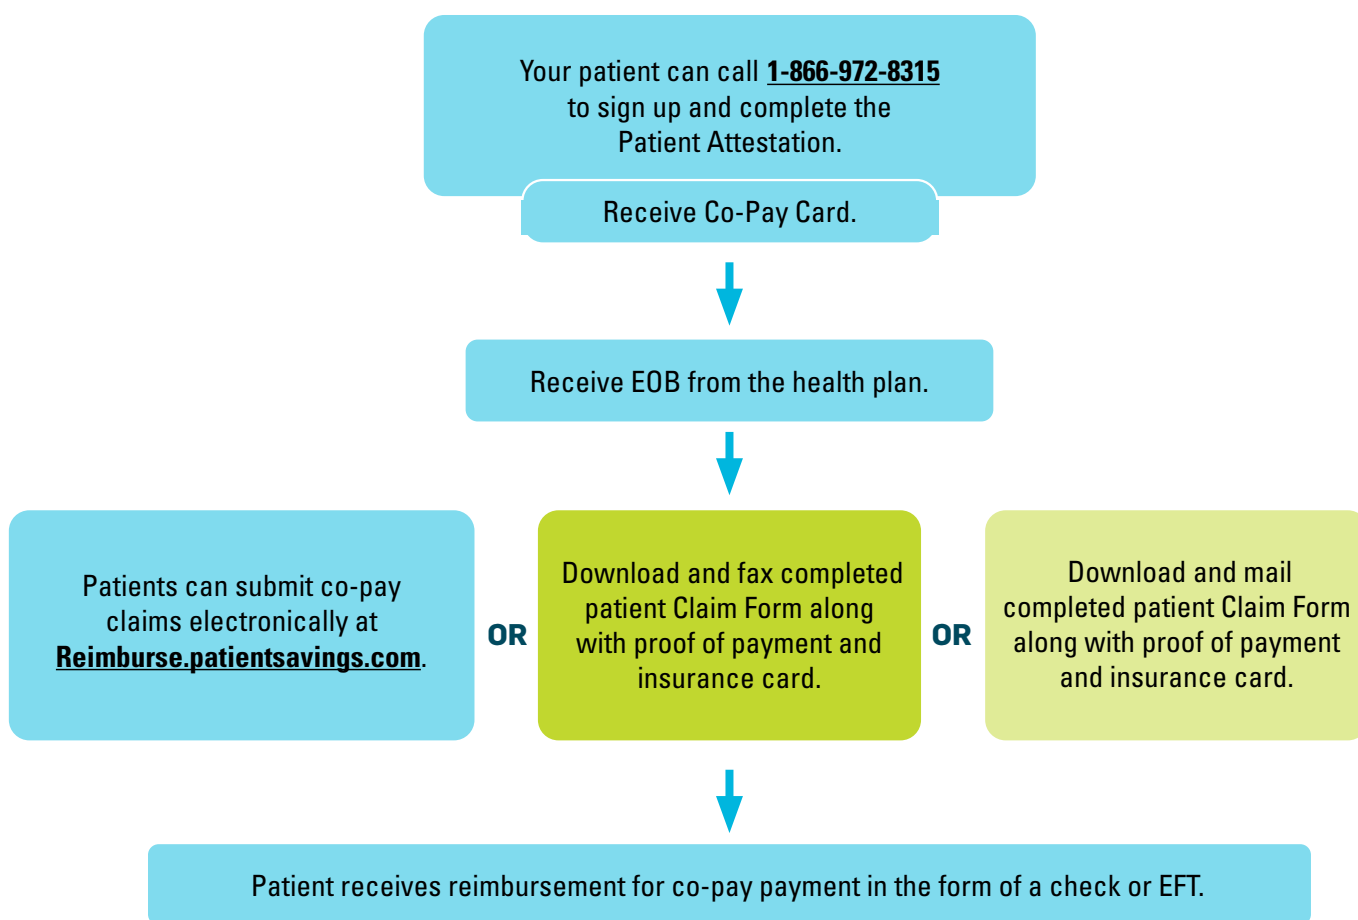 Your patient can call 1-866-972-8315
to sign up and complete the
Patient Attestation.
Receive Co-Pay Card.
Receive EOB from the health plan.
Patients can submit co-pay
claims electronically at
Reimburse.patientsavings.com.
OR
Download and fax completed
patient Claim Form along
with proof of payment and
insurance card.
OR
Download and mail
completed patient Claim Form
along with proof of payment
and insurance card.
Patient receives reimbursement for co-pay payment in the form of a check or EFT.